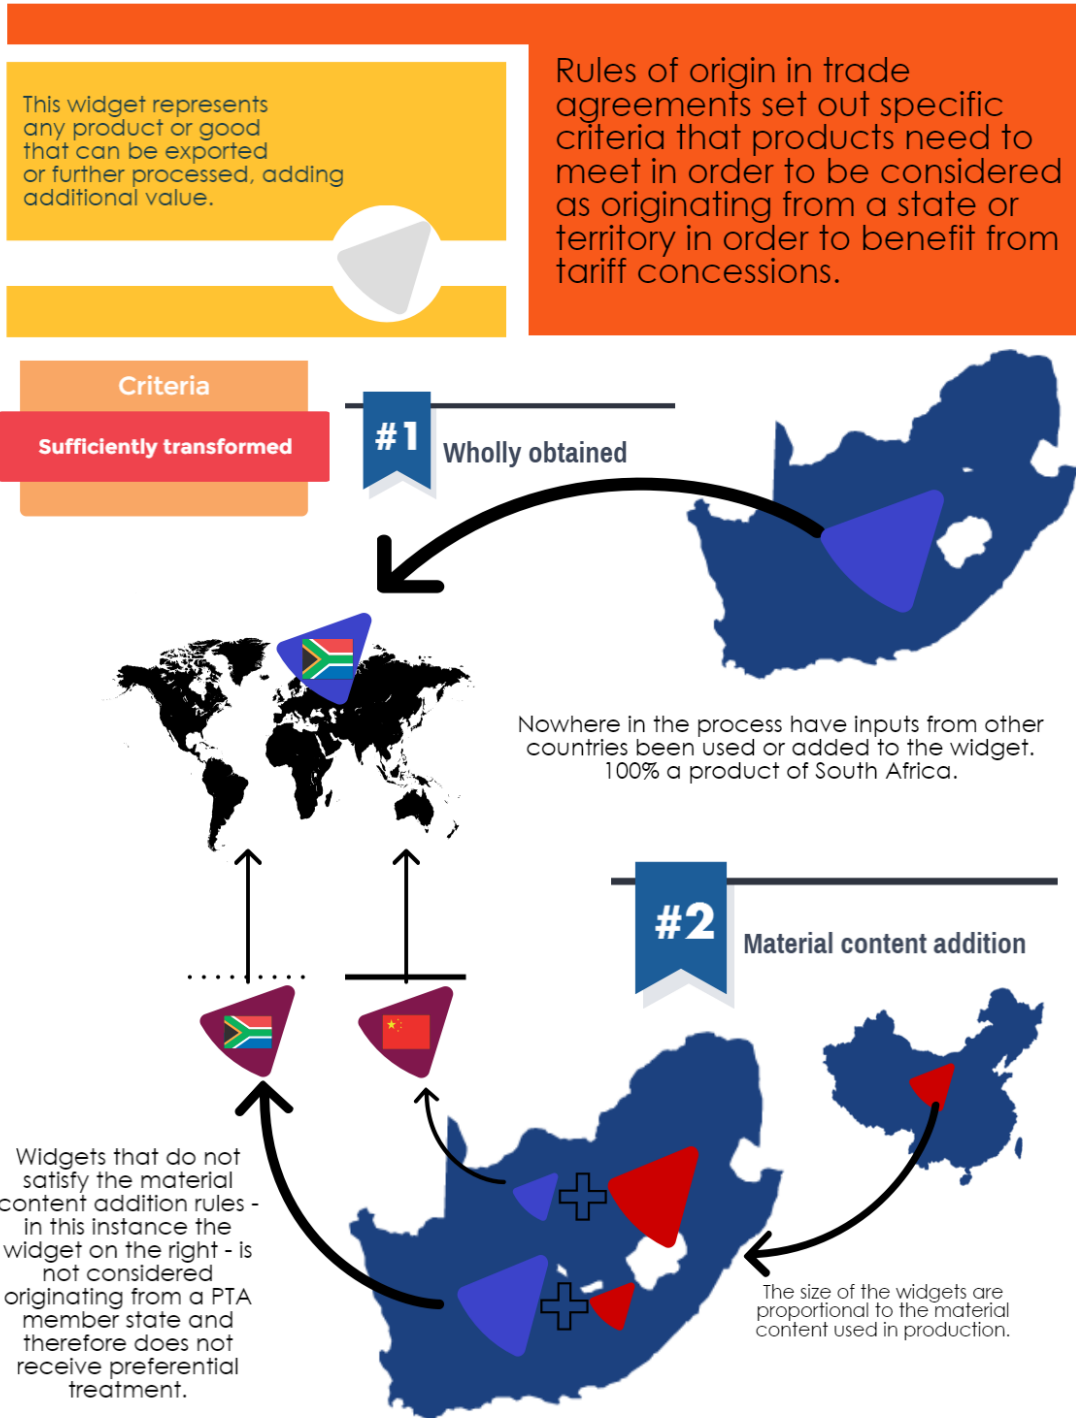 This widget represents
any product or good
that can be exported
or further processed, adding
additional value.
Rules of origin in trade
agreements set out specific
criteria that products need to
meet in order to be considered
as originating from a state or
territory in order to benefit from
tariff concessions.
Criteria
Sufficiently transformed
#1
Wholly obtained
Nowhere in the process have inputs from other
countries been used or added to the widget.
100% a product of South Africa.
#2
Material content addition
Widgets that do not
satisfy the material
content addition rules -
in this instance the
widget on the right - is
not considered
originating from a PTA
member state and
therefore does not
receive preferential
treatment.
The size of the widgets are
proportional to the material
content used in production.